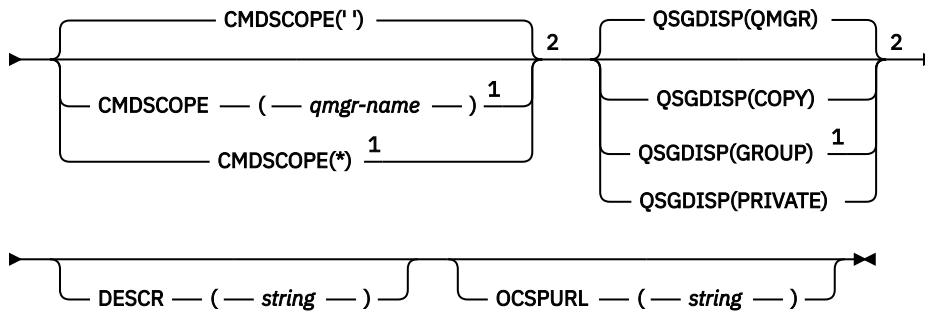 CMDSCOPE(' ')
2
CMDSCOPE ( qmgr-name ) 1
CMDSCOPE(*) 1
QSGDISP(QMGR)
2
QSGDISP(COPY)
QSGDISP(GROUP) 1
QSGDISP(PRIVATE)
DESCR ( string )
OCSPURL ( string )